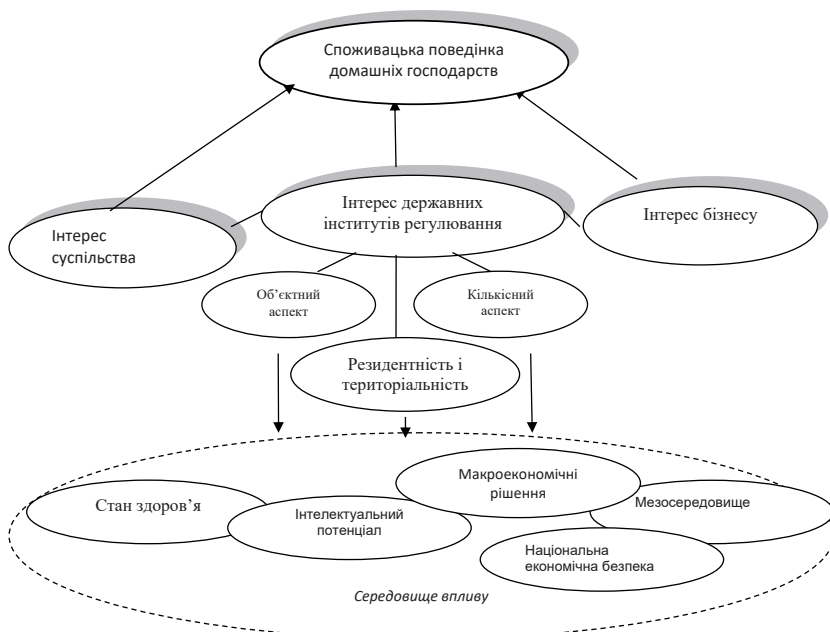 Споживацька поведінка
домашніх господарств
Інтерес державних
інститутів регулювання
Інтерес бізнесу
Інтерес
суспільства
Об’єктний
аспект
Кількісний
аспект
Резидентність і
територіальність
Макроекономічні
рішення
Стан здоров’я
Інтелектуальний
потенціал
Мезосередовище
Національна
економічна безпека
Середовище впливу